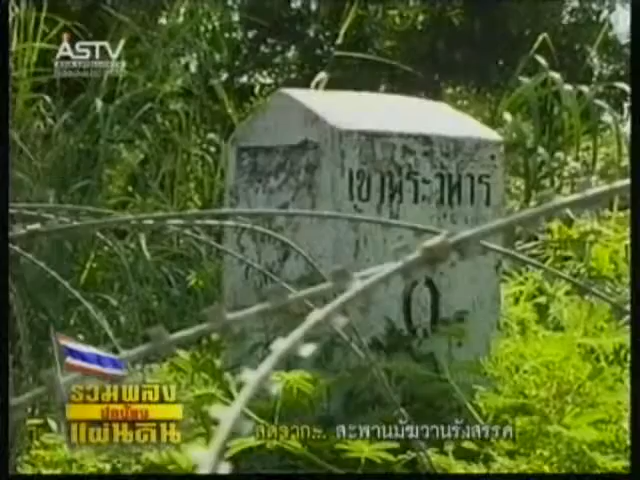 ASTV
เขาพระวิหาร
0
รวมพลัง
ปกป้อง
แผ่นดิน
สดจาก... สะพานมัฆวานรังสรรค์